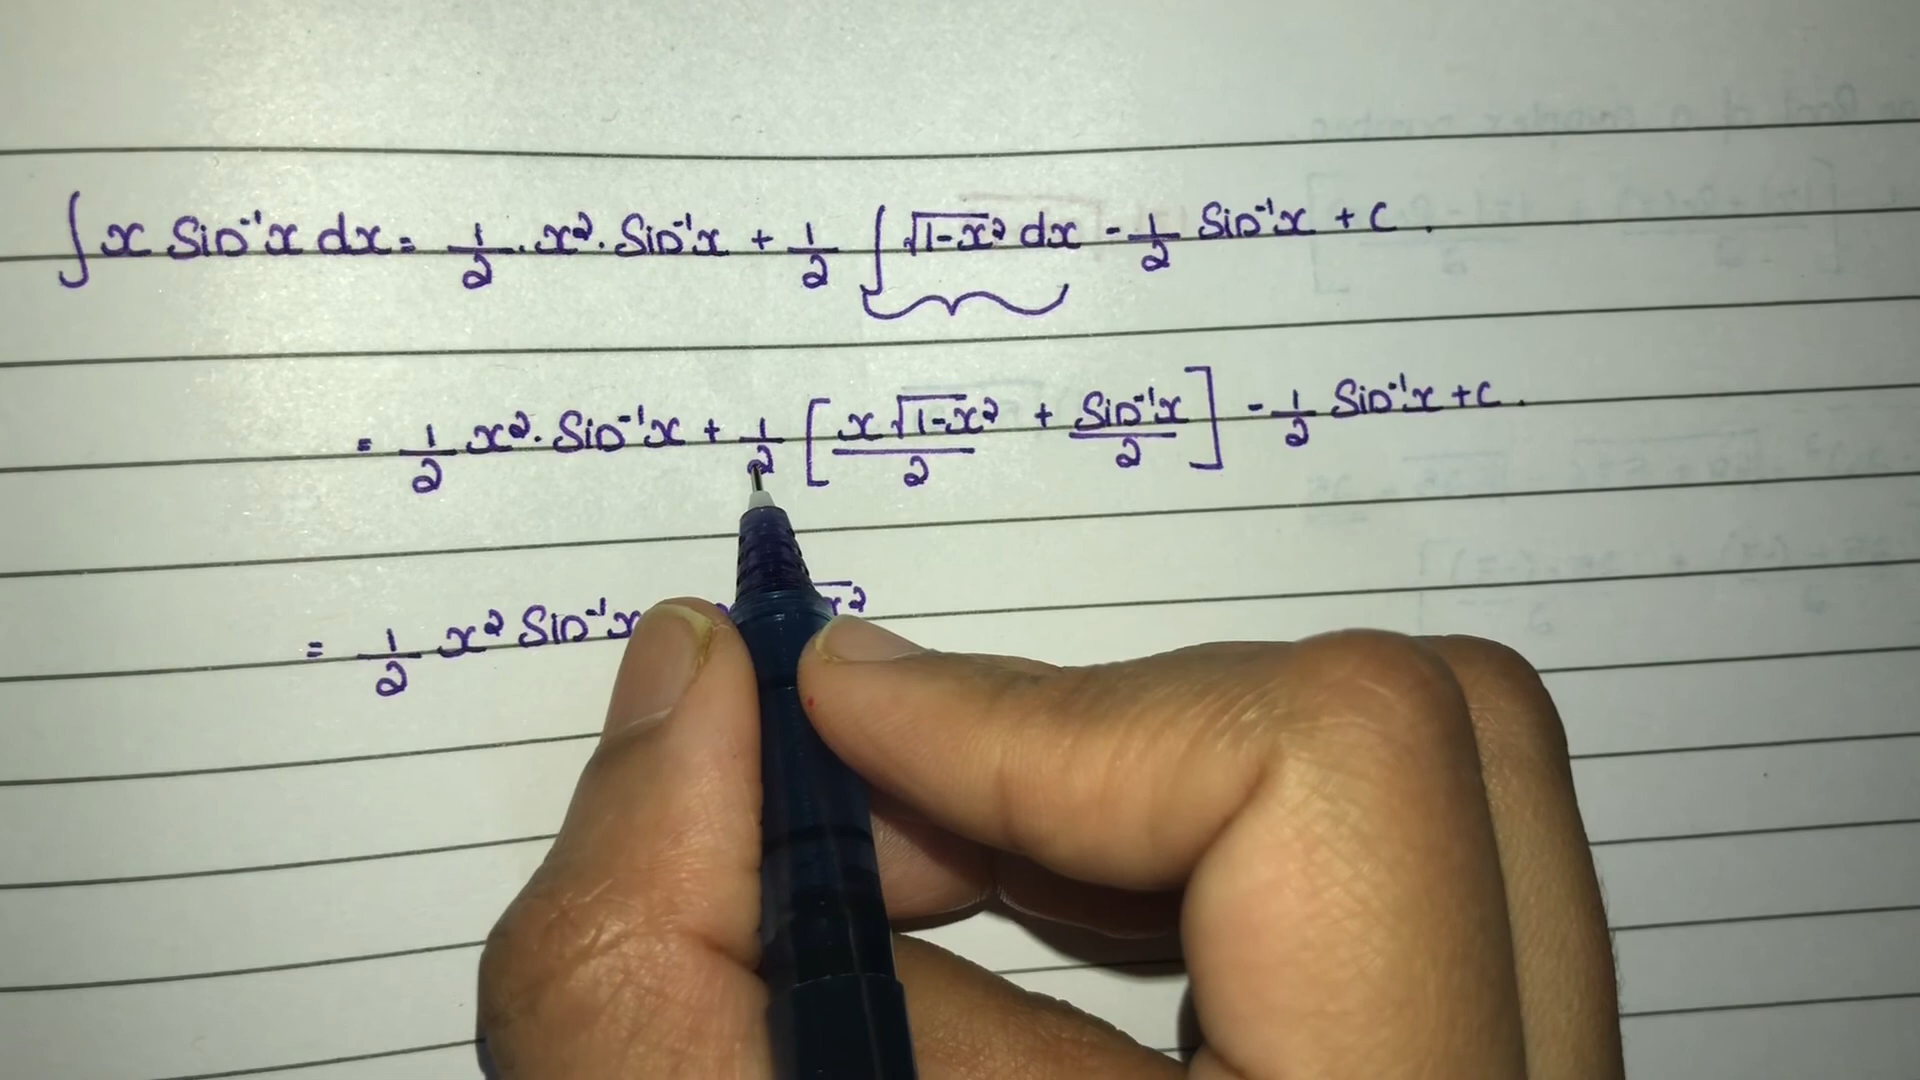 ∫ x Sin⁻¹x dx = 1/2 . x² . Sin⁻¹x + 1/2 ∫ √1-x² dx - 1/2 Sin⁻¹x + c .
= 1/2 x² . Sin⁻¹x + 1/2 [ x √1-x² / 2 + Sin⁻¹x / 2 ] - 1/2 Sin⁻¹x + c .
= 1/2 x² Sin⁻¹x